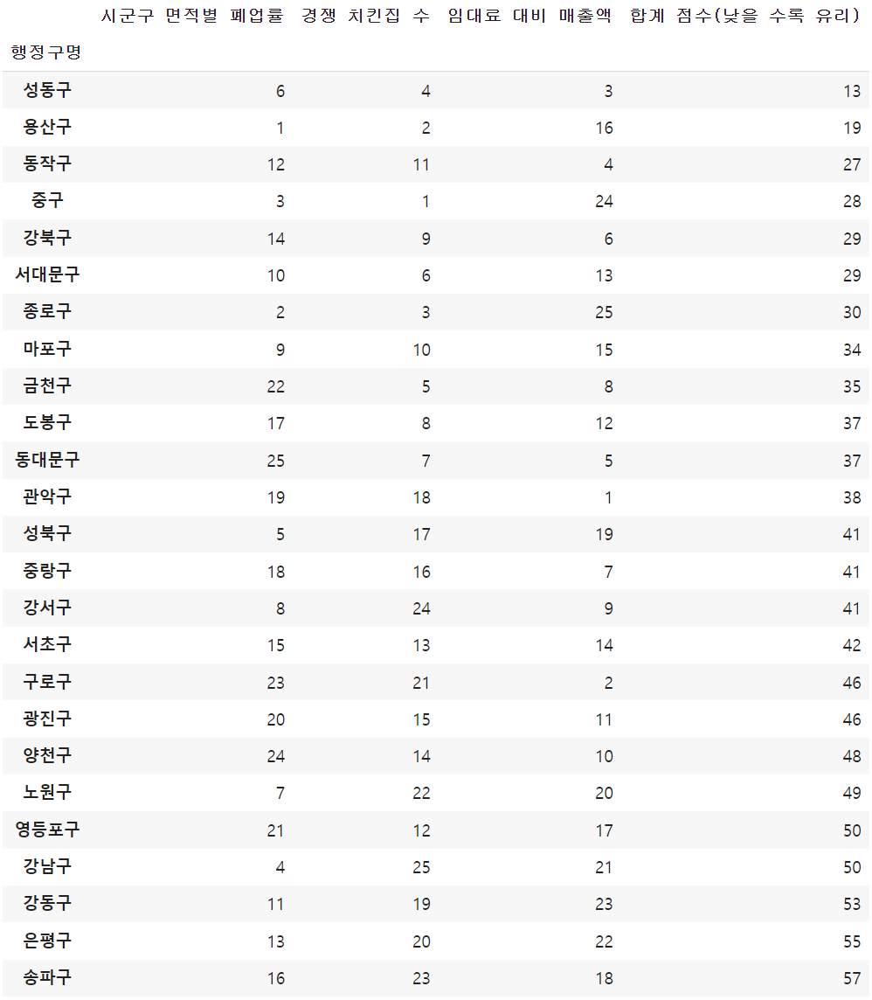 시군구 면적별 폐업률 경쟁 치킨집 수 임대료 대비 매출액 합계 점수(낮을 수록 유리)
행정구명
성동구 6 4 3 13
용산구 1 2 16 19
동작구 12 11 4 27
중구 3 1 24 28
강북구 14 9 6 29
서대문구 10 6 13 29
종로구 2 3 25 30
마포구 9 10 15 34
금천구 22 5 8 35
도봉구 17 8 12 37
동대문구 25 7 5 37
관악구 19 18 1 38
성북구 5 17 19 41
중랑구 18 16 7 41
강서구 8 24 9 41
서초구 15 13 14 42
구로구 23 21 2 46
광진구 20 15 11 46
양천구 24 14 10 48
노원구 7 22 20 49
영등포구 21 12 17 50
강남구 4 25 21 50
강동구 11 19 23 53
은평구 13 20 22 55
송파구 16 23 18 57